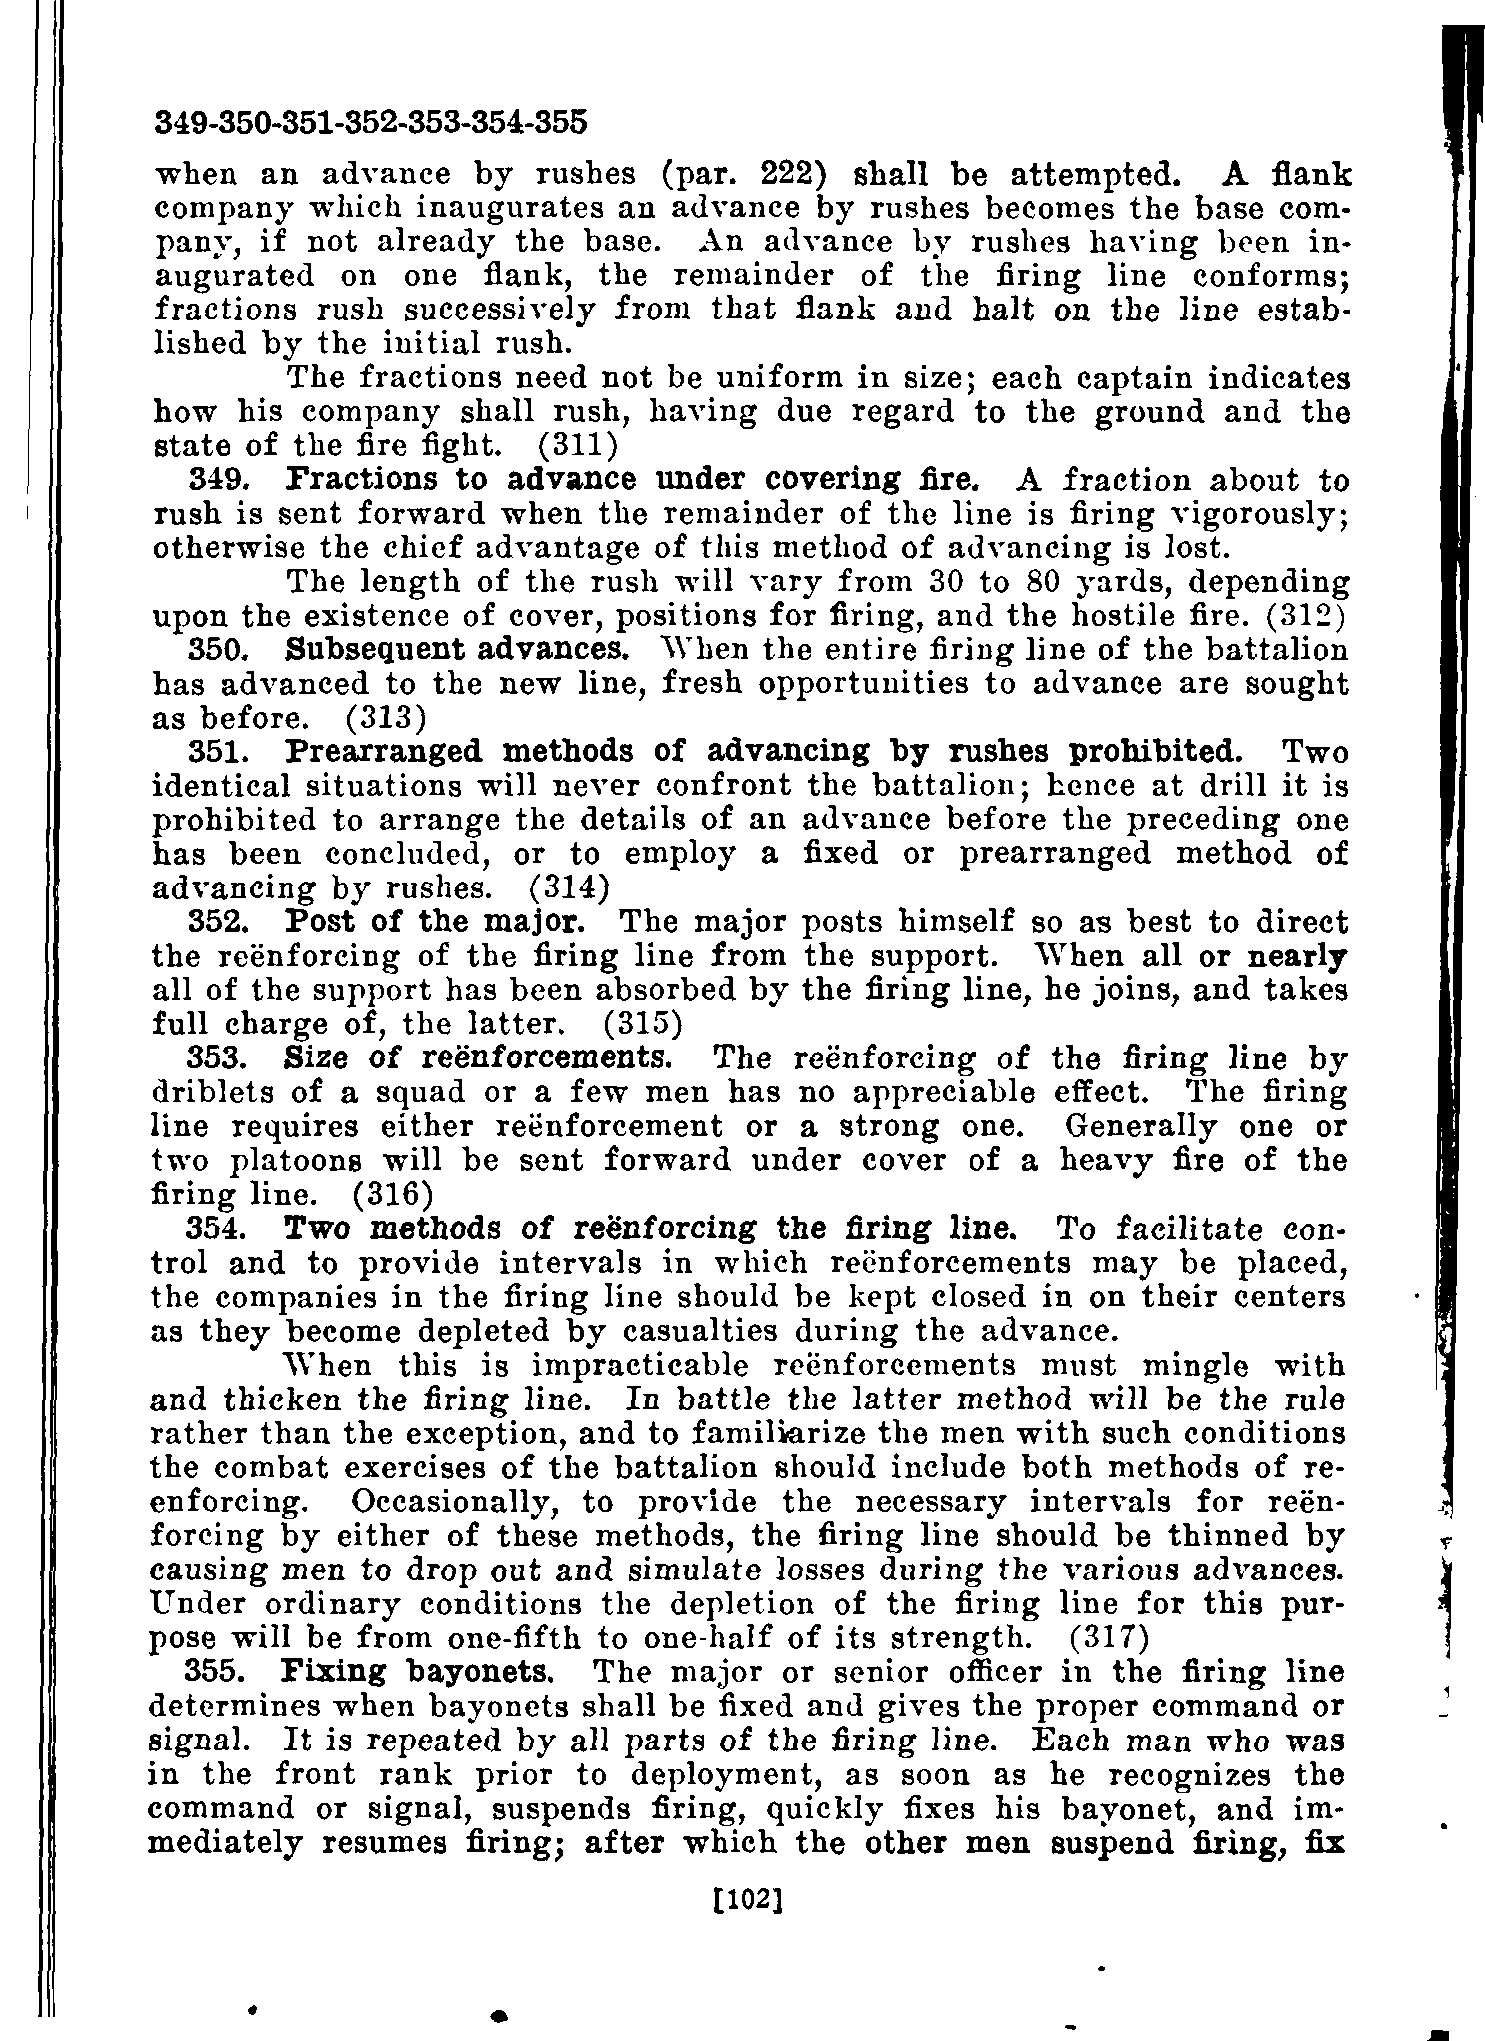 349-350-351-352-353-354-355
when an advance by rushes (par. 222) shall be attempted. A flank
company which inaugurates an advance by rushes becomes the base com-
pany, if not already the base. An advance by rushes having been in-
augurated on one flank, the remainder of the firing line conforms;
fractions rush successively from that flank and halt on the line estab-
lished by the initial rush.
The fractions need not be uniform in size; each captain indicates
how his company shall rush, having due regard to the ground and the
state of the fire fight. (311)
349. Fractions to advance under covering fire. A fraction about to
rush is sent forward when the remainder of the line is firing vigorously;
otherwise the chief advantage of this method of advancing is lost.
The length of the rush will vary from 30 to 80 yards, depending
upon the existence of cover, positions for firing, and the hostile fire. (312)
350. Subsequent advances. When the entire firing line of the battalion
has advanced to the new line, fresh opportunities to advance are sought
as before. (313)
351. Prearranged methods of advancing by rushes prohibited. Two
identical situations will never confront the battalion; hence at drill it is
prohibited to arrange the details of an advance before the preceding one
has been concluded, or to employ a fixed or prearranged method of
advancing by rushes. (314)
352. Post of the major. The major posts himself so as best to direct
the reënforcing of the firing line from the support. When all or nearly
all of the support has been absorbed by the firing line, he joins, and takes
full charge of, the latter. (315)
353. Size of reënforcements. The reënforcing of the firing line by
driblets of a squad or a few men has no appreciable effect. The firing
line requires either reënforcement or a strong one. Generally one or
two platoons will be sent forward under cover of a heavy fire of the
firing line. (316)
354. Two methods of reënforcing the firing line. To facilitate con-
trol and to provide intervals in which reënforcements may be placed,
the companies in the firing line should be kept closed in on their centers
as they become depleted by casualties during the advance.
When this is impracticable reënforcements must mingle with
and thicken the firing line. In battle the latter method will be the rule
rather than the exception, and to familiarize the men with such conditions
the combat exercises of the battalion should include both methods of re-
enforcing. Occasionally, to provide the necessary intervals for reën-
forcing by either of these methods, the firing line should be thinned by
causing men to drop out and simulate losses during the various advances.
Under ordinary conditions the depletion of the firing line for this pur-
pose will be from one-fifth to one-half of its strength. (317)
355. Fixing bayonets. The major or senior officer in the firing line
determines when bayonets shall be fixed and gives the proper command or
signal. It is repeated by all parts of the firing line. Each man who was
in the front rank prior to deployment, as soon as he recognizes the
command or signal, suspends firing, quickly fixes his bayonet, and im-
mediately resumes firing; after which the other men suspend firing, fix
[102]